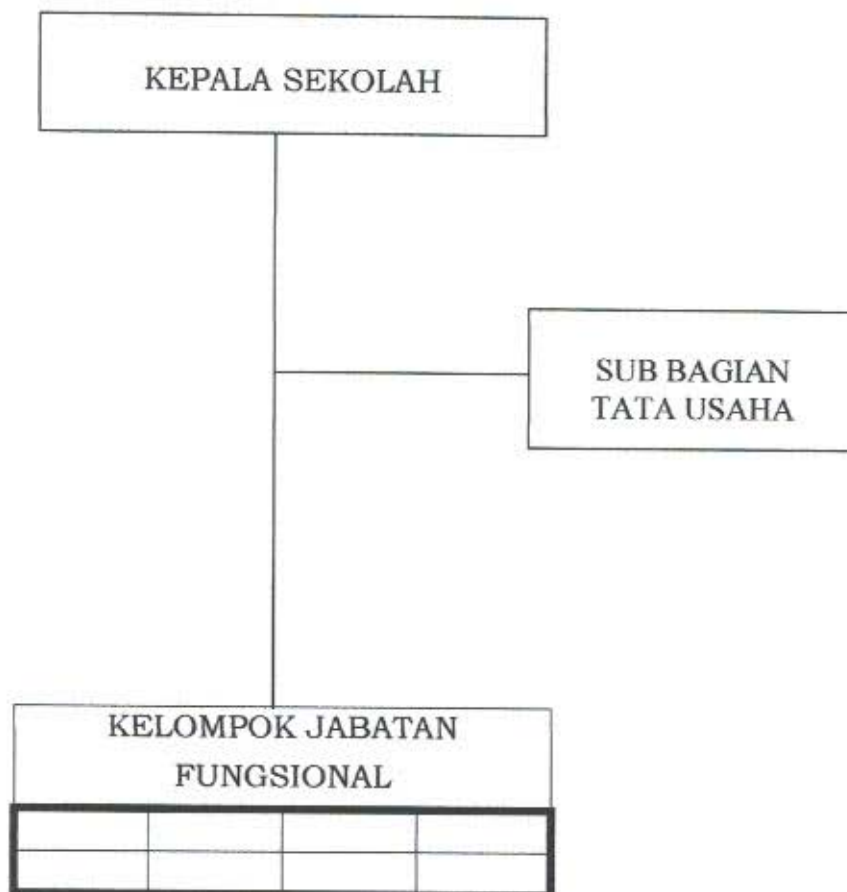 KEPALA SEKOLAH
SUB BAGIAN
TATA USAHA
KELOMPOK JABATAN
FUNGSIONAL